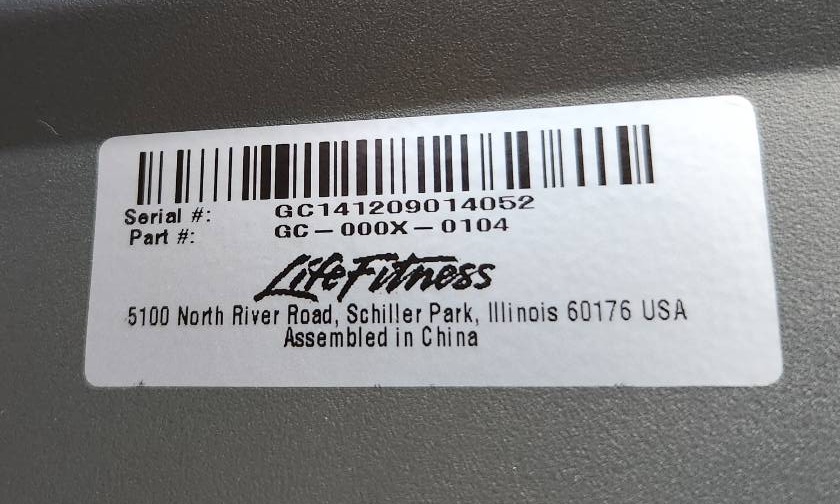 Serial #: GC141209014052
Part #: GC-000X-0104
LifeFitness
5100 North River Road, Schiller Park, Illinois 60176 USA
Assembled in China